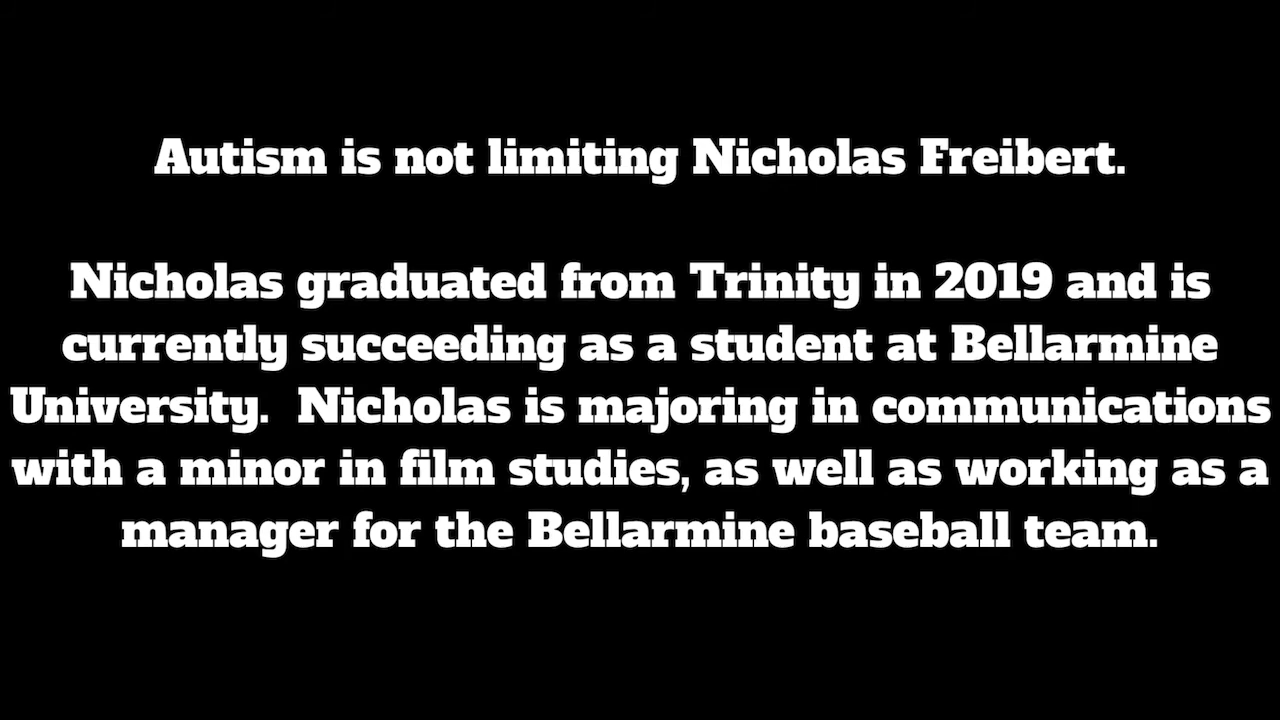 Autism is not limiting Nicholas Freibert.
Nicholas graduated from Trinity in 2019 and is
currently succeeding as a student at Bellarmine
University.  Nicholas is majoring in communications
with a minor in film studies, as well as working as a
manager for the Bellarmine baseball team.